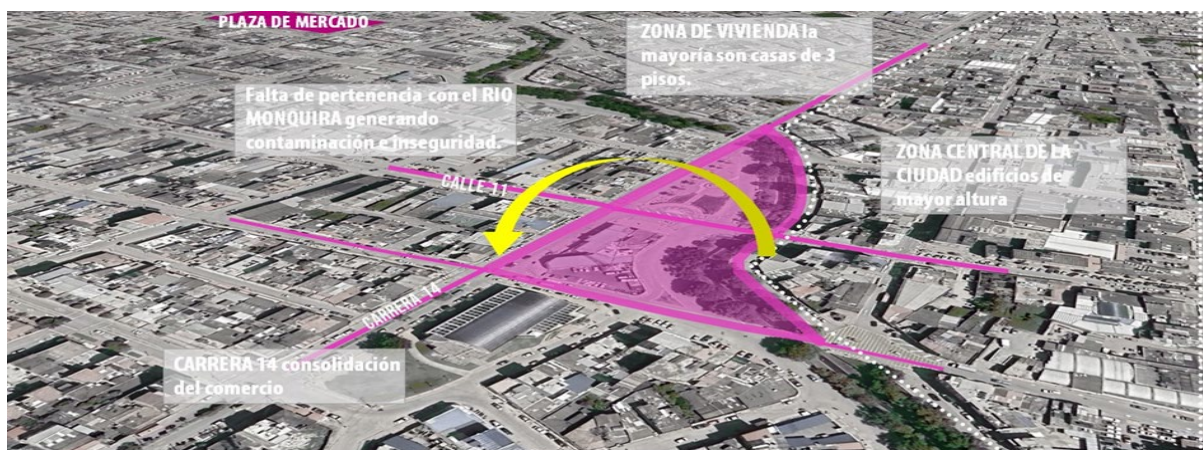 PLAZA DE MERCADO
ZONA DE VIVIENDA la
mayoría son casas de 3
pisos.
Falta de pertenencia con el RIO
MONQUIRA generando
contaminación e inseguridad.
ZONA CENTRAL DE LA
CIUDAD edificios de
mayor altura
CALLE 11
CARRERA 14
CARRERA 14 consolidación
del comercio